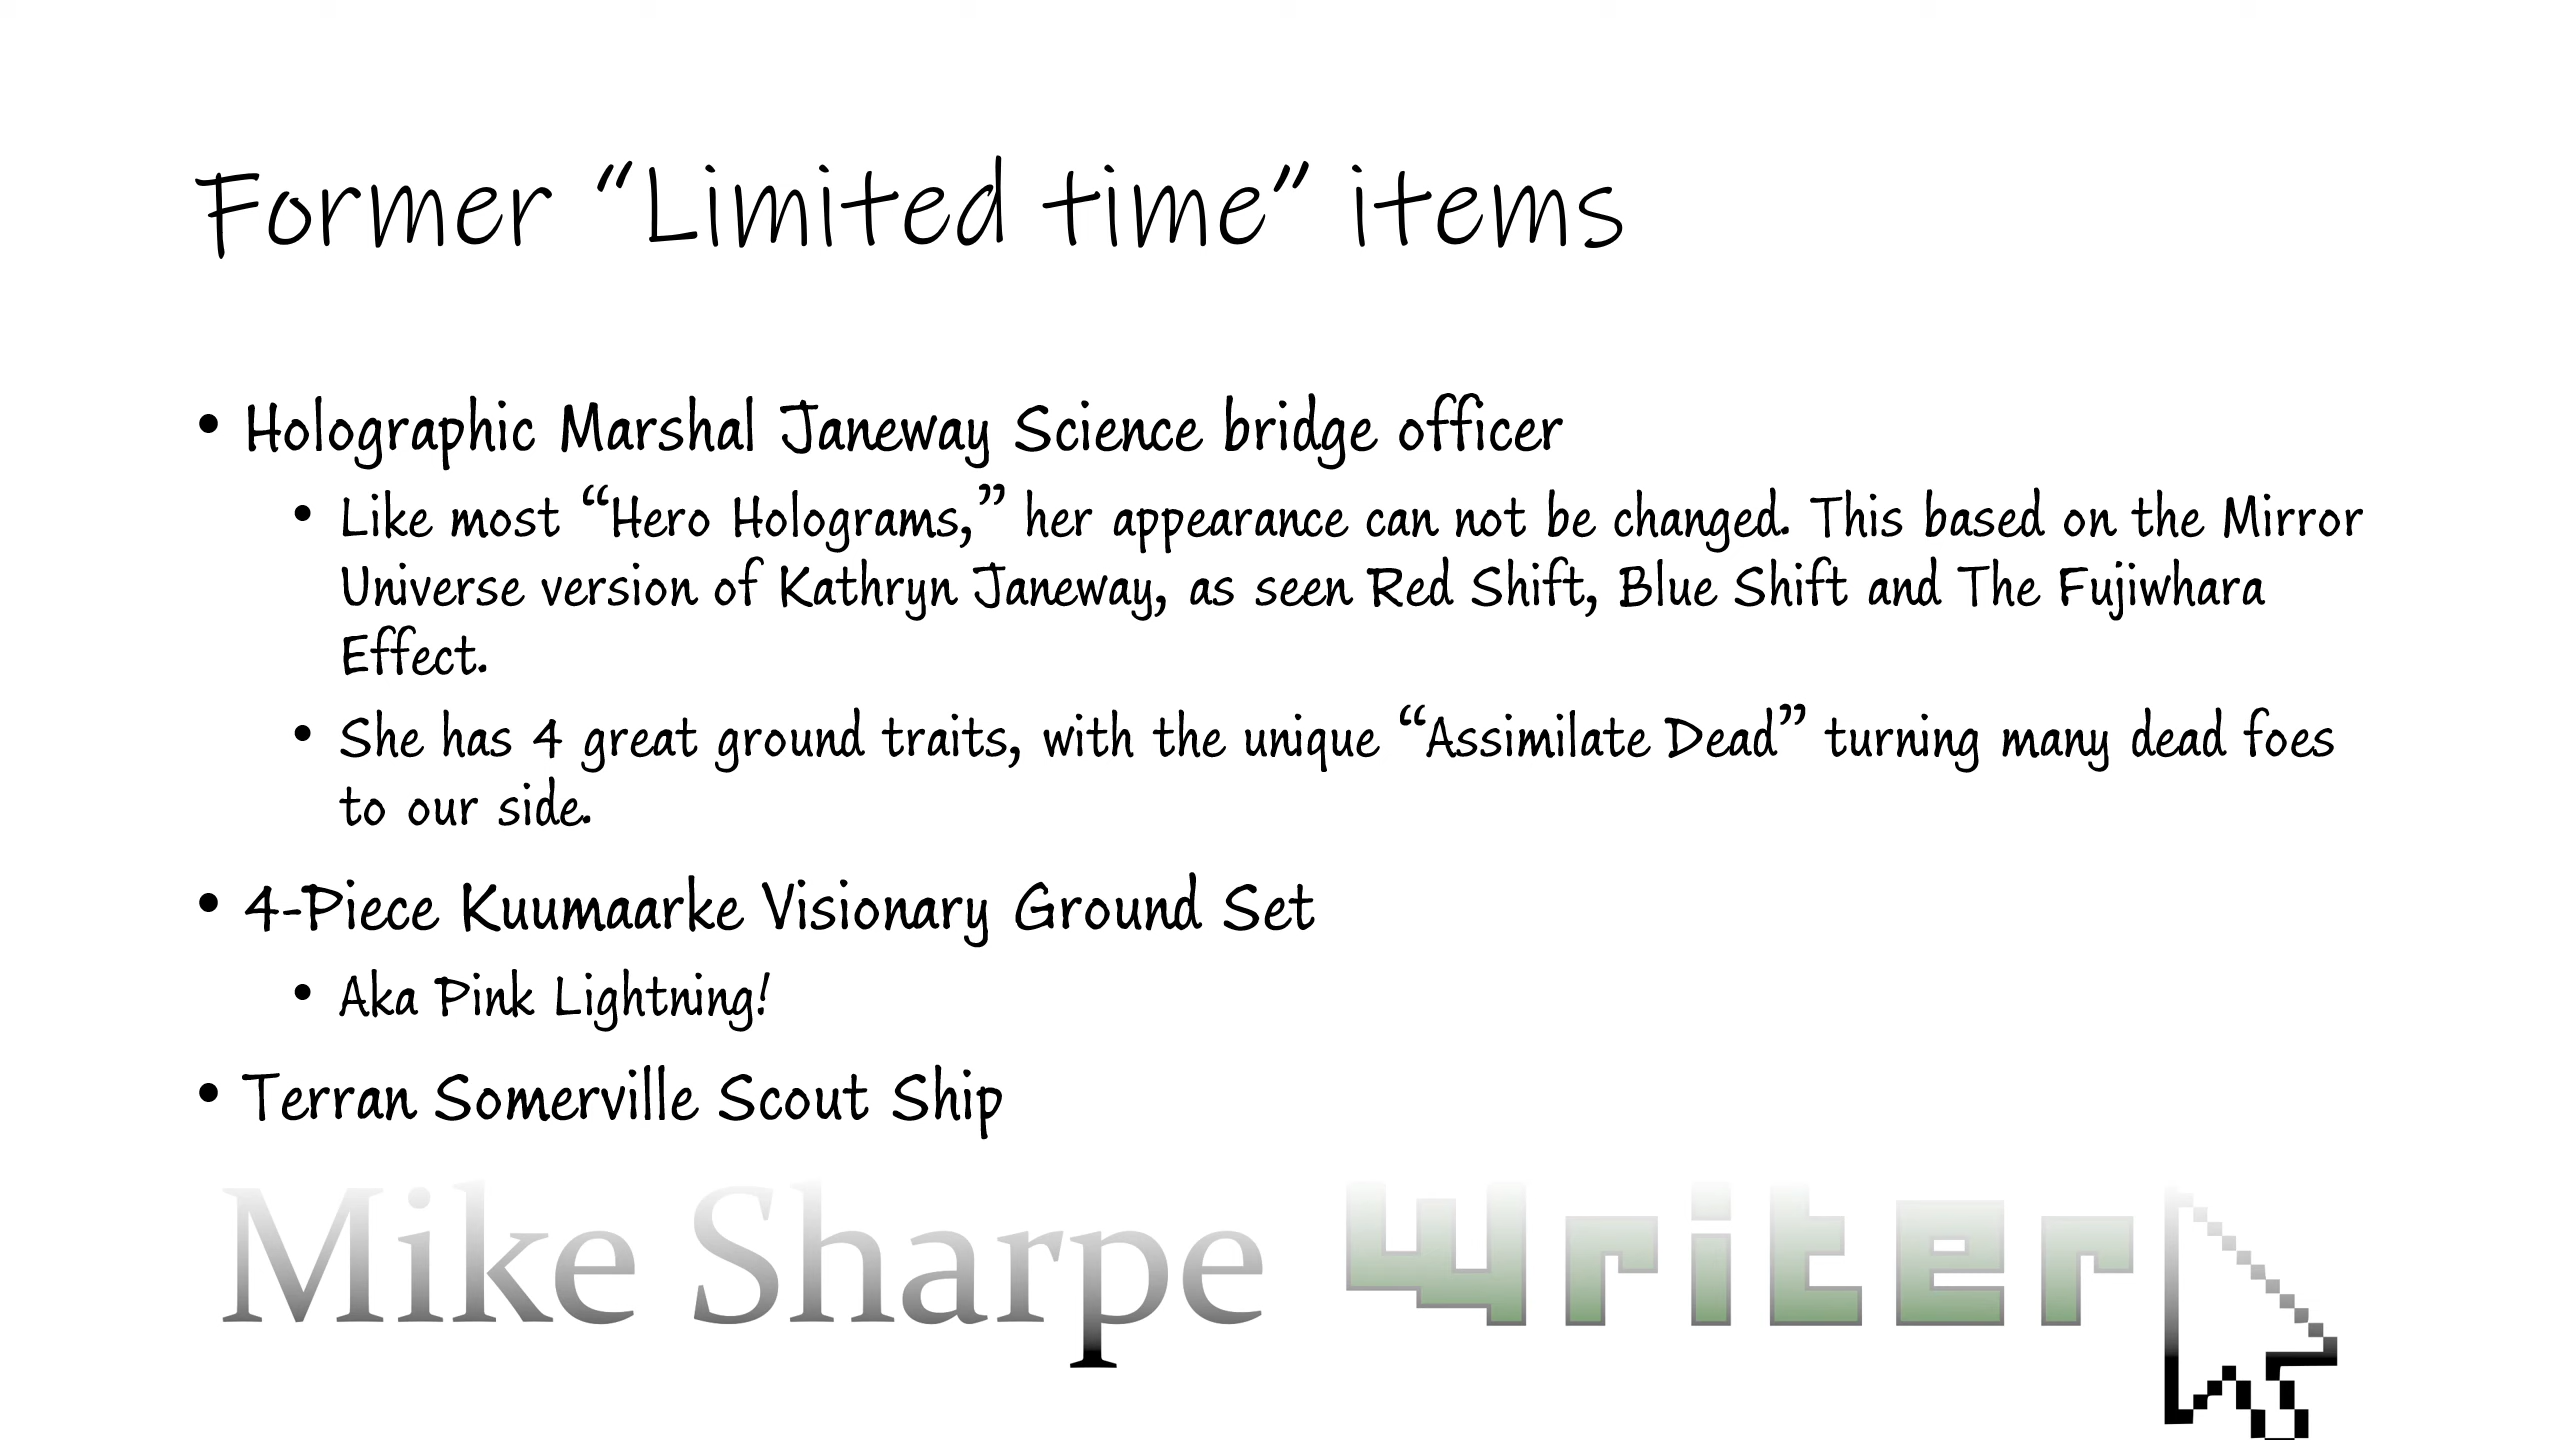 Former “Limited time” items
• Holographic Marshal Janeway Science bridge officer
• Like most “Hero Holograms,” her appearance can not be changed. This based on the Mirror
Universe version of Kathryn Janeway, as seen Red Shift, Blue Shift and The Fujiwhara
Effect.
• She has 4 great ground traits, with the unique “Assimilate Dead” turning many dead foes
to our side.
• 4-Piece Kuumaarke Visionary Ground Set
• Aka Pink Lightning!
• Terran Somerville Scout Ship
Mike Sharpe Writer